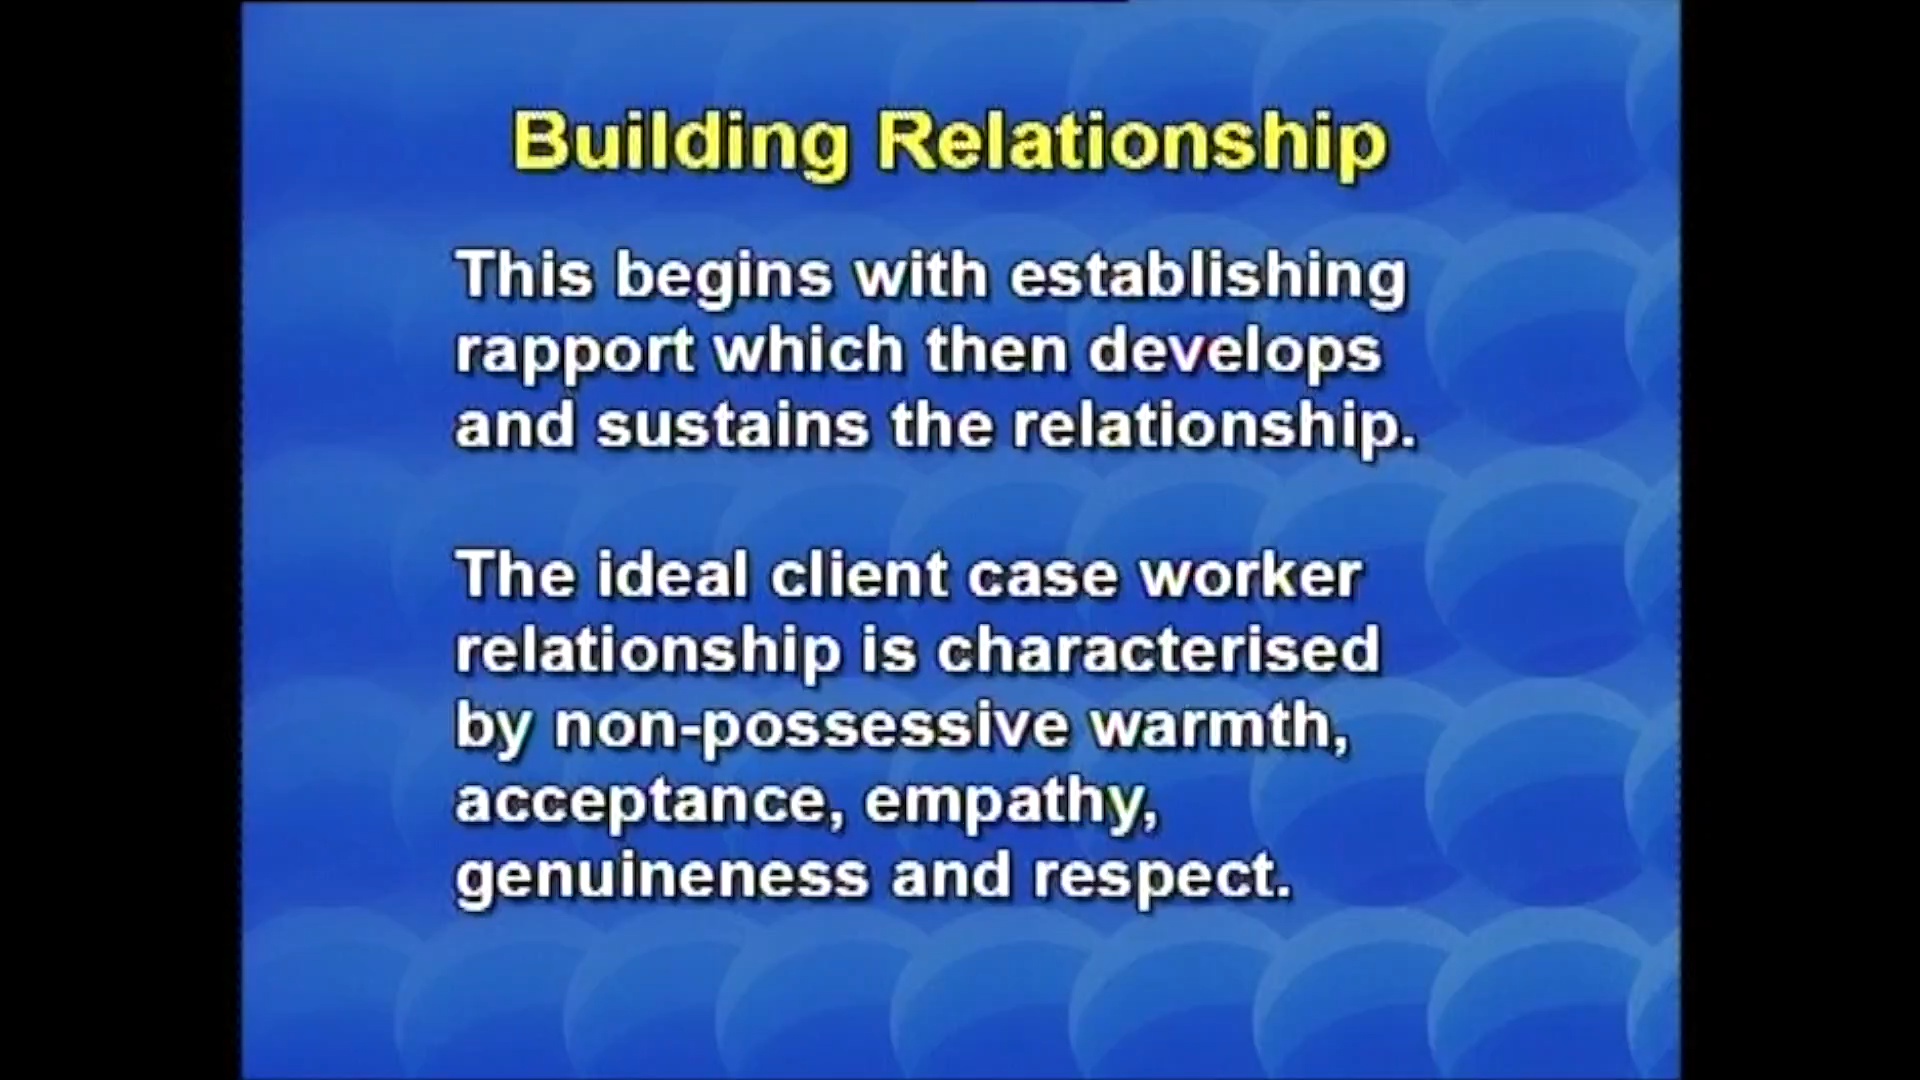 Building Relationship
This begins with establishing
rapport which then develops
and sustains the relationship.
The ideal client case worker
relationship is characterised
by non-possessive warmth,
acceptance, empathy,
genuineness and respect.